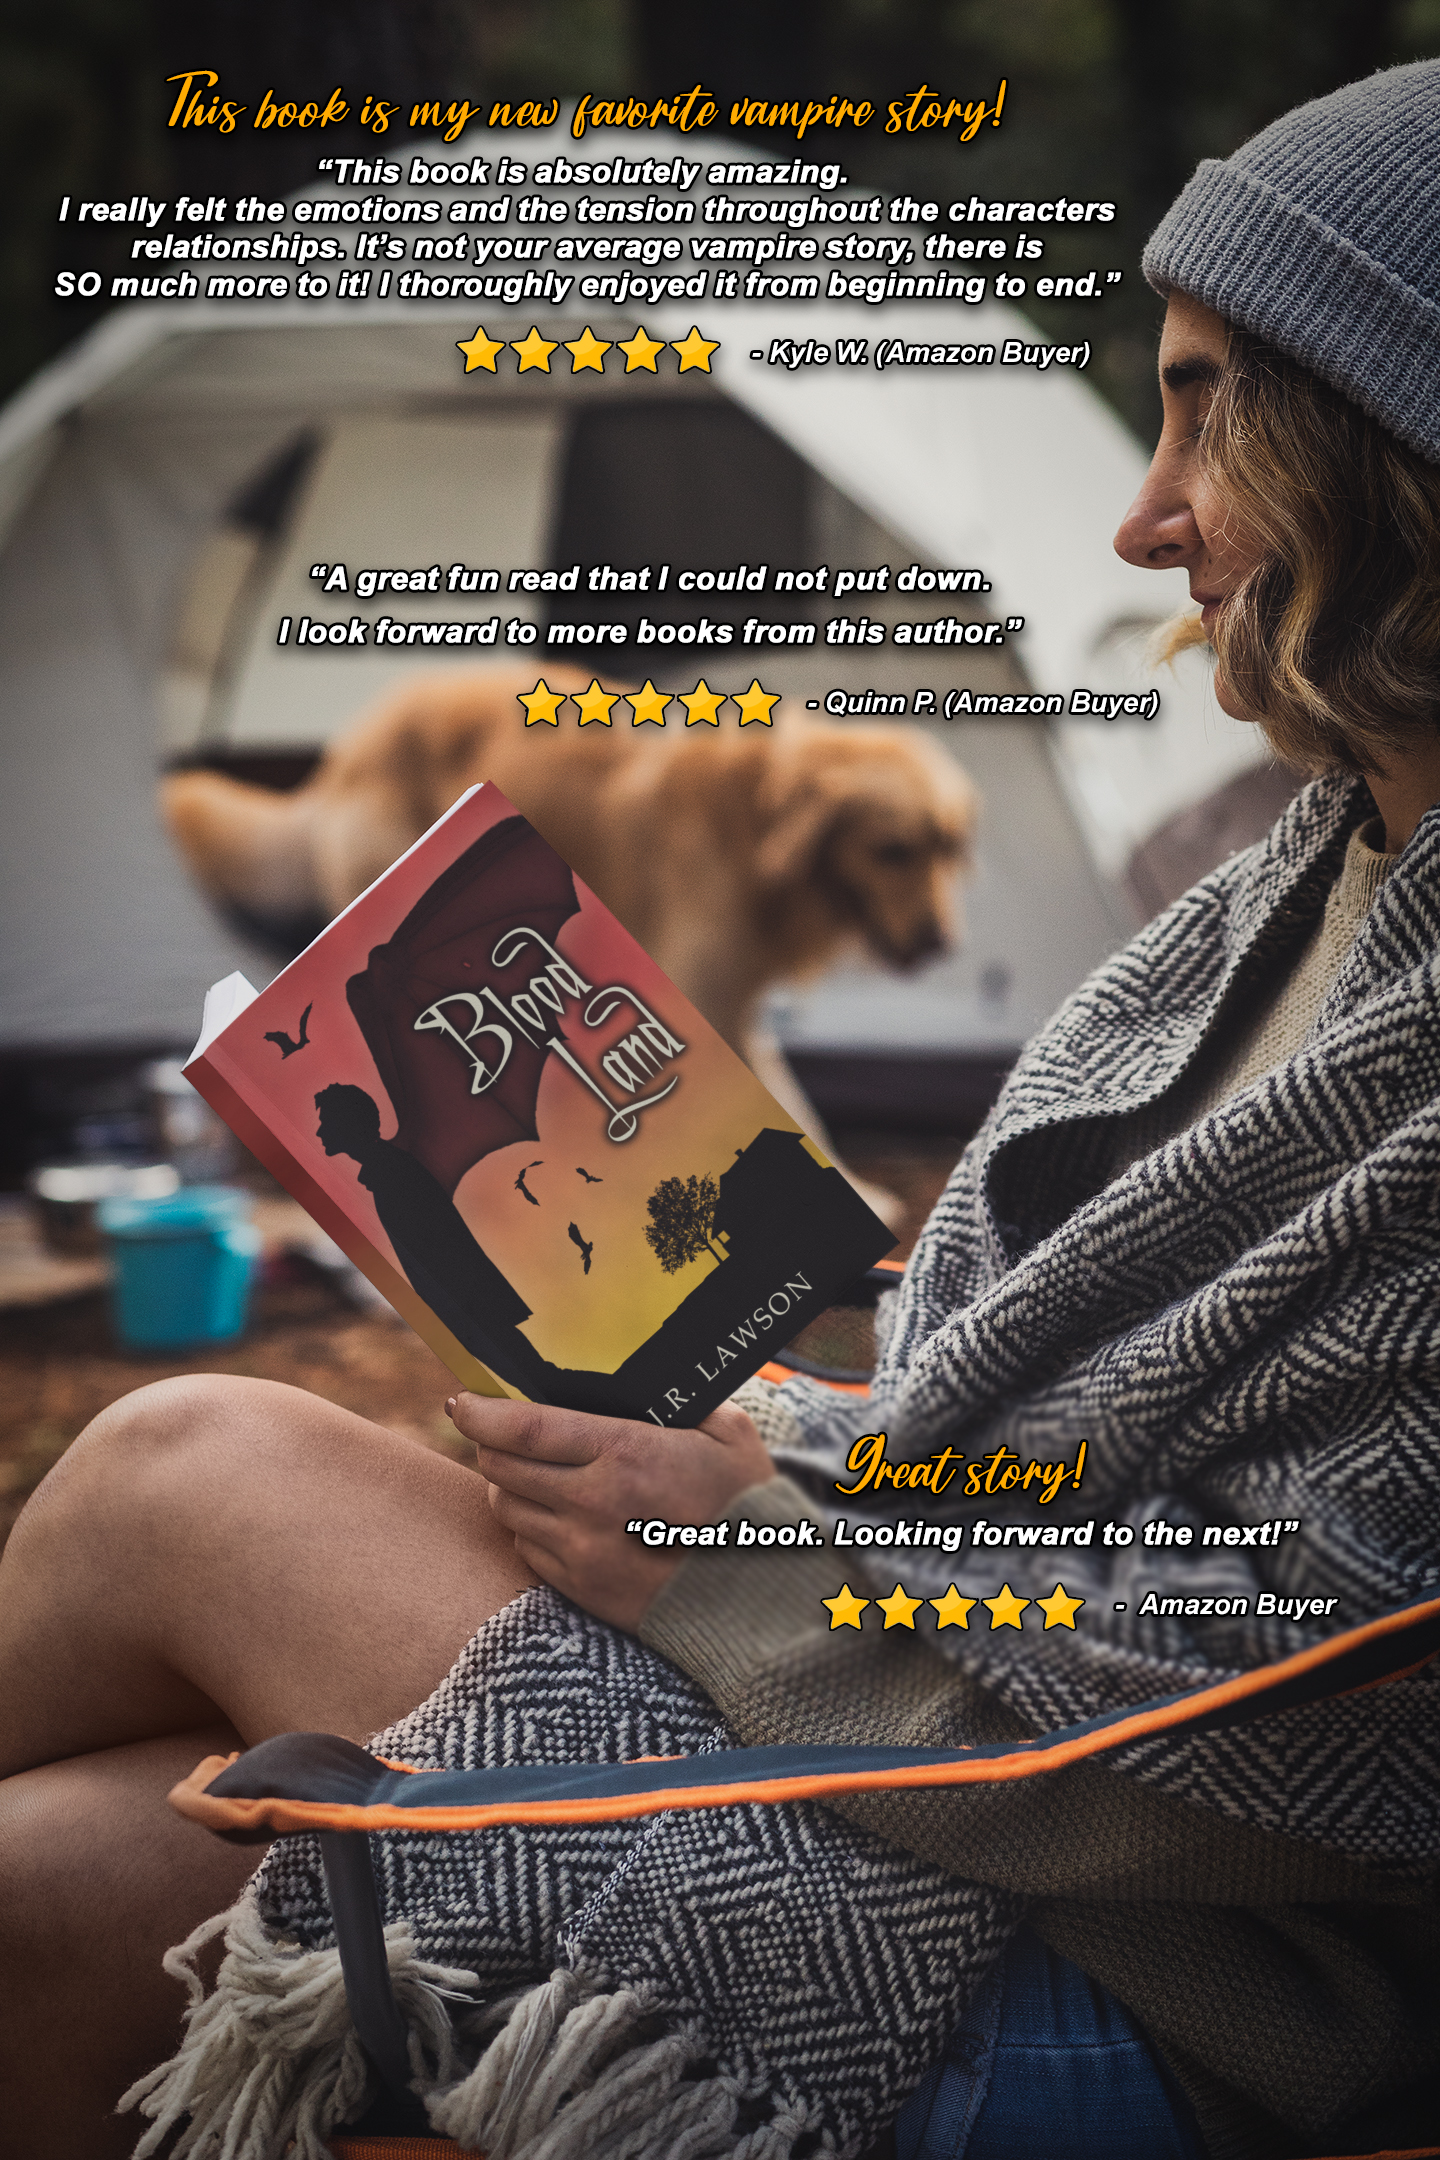 This book is my new favorite vampire story!
“This book is absolutely amazing.
I really felt the emotions and the tension throughout the characters
relationships. It’s not your average vampire story, there is
SO much more to it! I thoroughly enjoyed it from beginning to end.”
- Kyle W. (Amazon Buyer)
“A great fun read that I could not put down.
I look forward to more books from this author.”
- Quinn P. (Amazon Buyer)
Blood
Land
J.R. LAWSON
Great story!
“Great book. Looking forward to the next!”
- Amazon Buyer